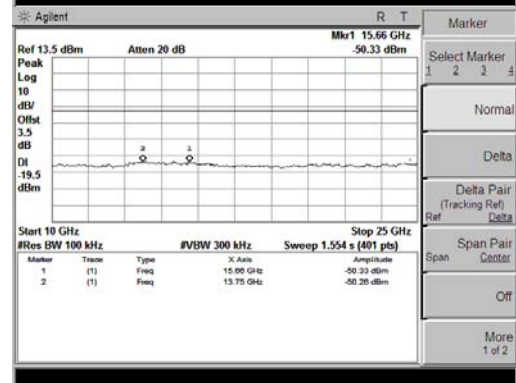 Agilent R T
Mkr1 15.66 GHz
Ref 13.5 dBm Atten 20 dB -50.33 dBm
Peak
Log
10
dB/
Offst
3.5
dB
DI
-19.5
dBm
2 1
Start 10 GHz Stop 25 GHz
#Res BW 100 kHz #VBW 300 kHz Sweep 1.554 s (401 pts)
Marker Trace Type X Axis Amplitude
1 (1) Freq 15.66 GHz -50.33 dBm
2 (1) Freq 13.75 GHz -50.26 dBm
Marker
Select Marker
1 2 3 4
Normal
Delta
Delta Pair
(Tracking Ref)
Ref Delta
Span Pair
Span Center
Off
More
1 of 2